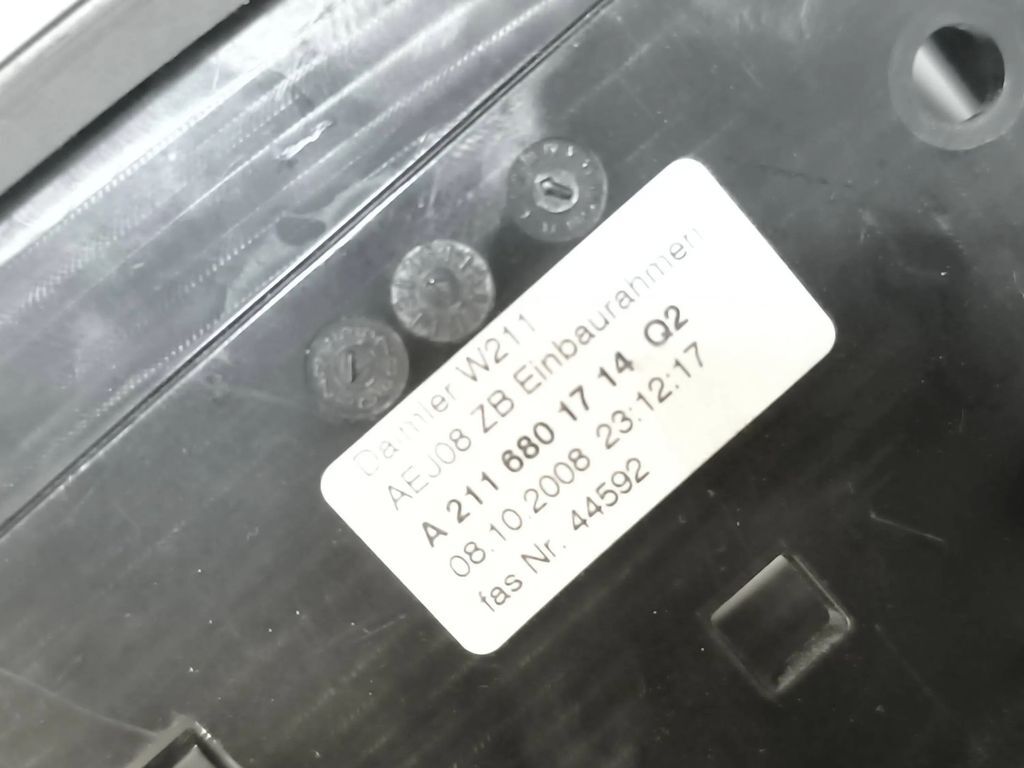 Daimler W211
AEJ08 ZB Einbaurahmen
A 211 680 17 14 Q2
08.10.2008 23:12:17
fas Nr. 44592